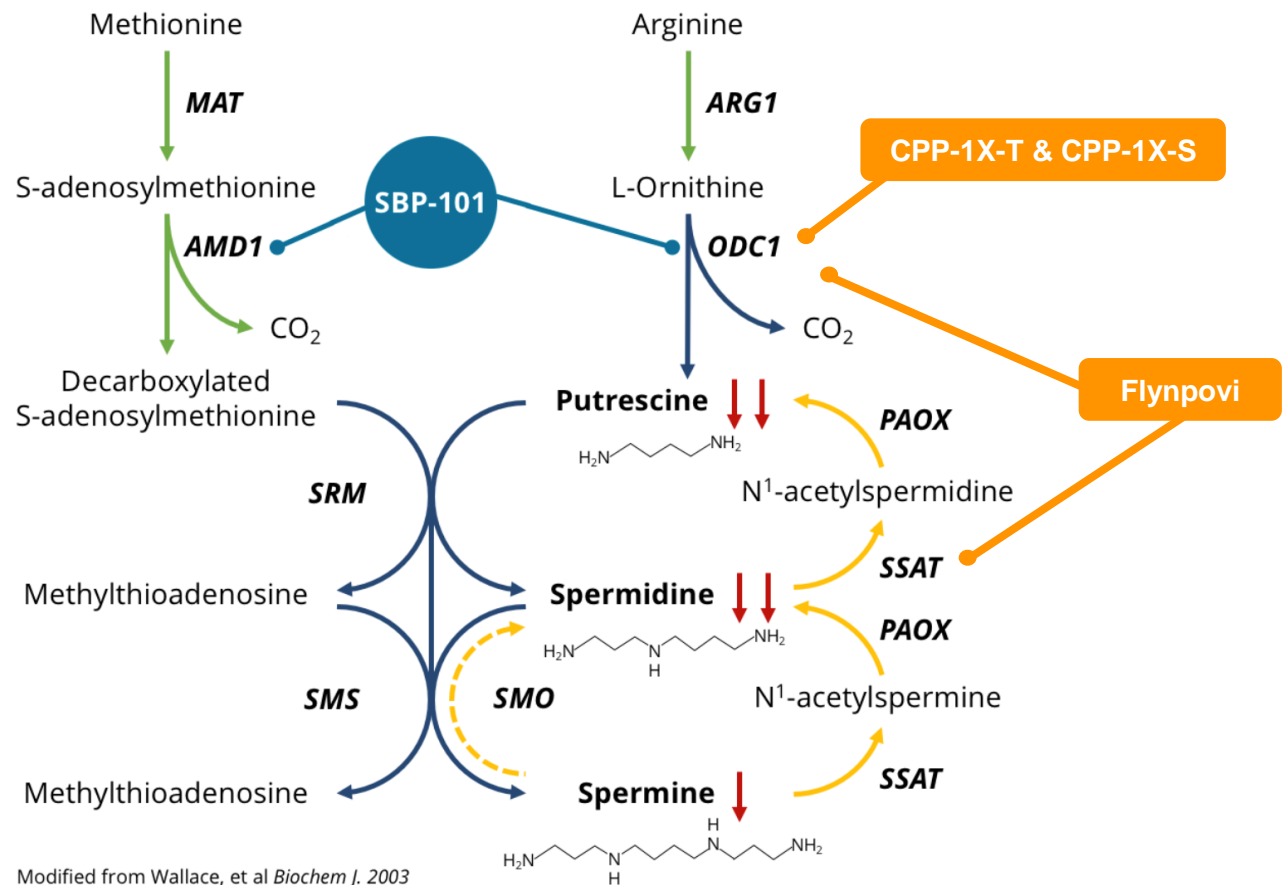 Methionine
Arginine
MAT
ARG1
CPP-1X-T & CPP-1X-S
S-adenosylmethionine
SBP-101
L-Ornithine
AMD1
ODC1
CO2
CO2
Decarboxylated
S-adenosylmethionine
Putrescine
H2N
NH2
PAOX
Flynpovi
SRM
N1-acetylspermidine
SSAT
Methylthioadenosine
Spermidine
H2N
N
H
NH2
PAOX
SMS
SMO
N1-acetylspermine
SSAT
Methylthioadenosine
Spermine
H2N
N
H
H
N
NH2
Modified from Wallace, et al Biochem J. 2003